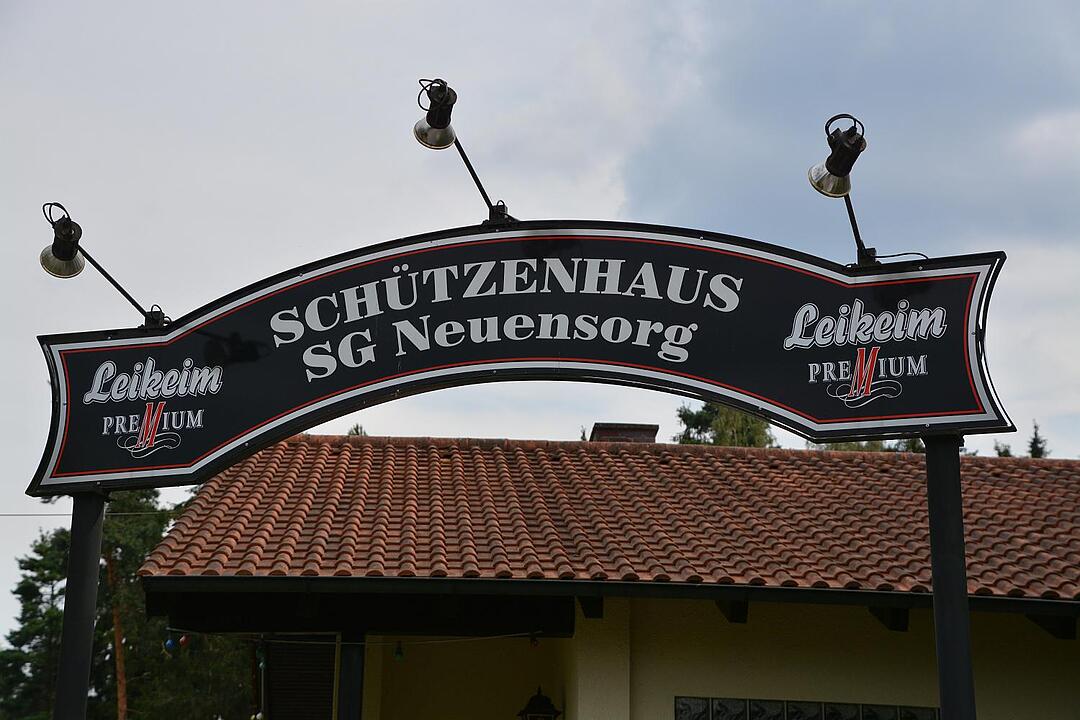 SCHÜTZENHAUS
SG Neuensorg
Leikeim
PREMIUM
Leikeim
PREMIUM